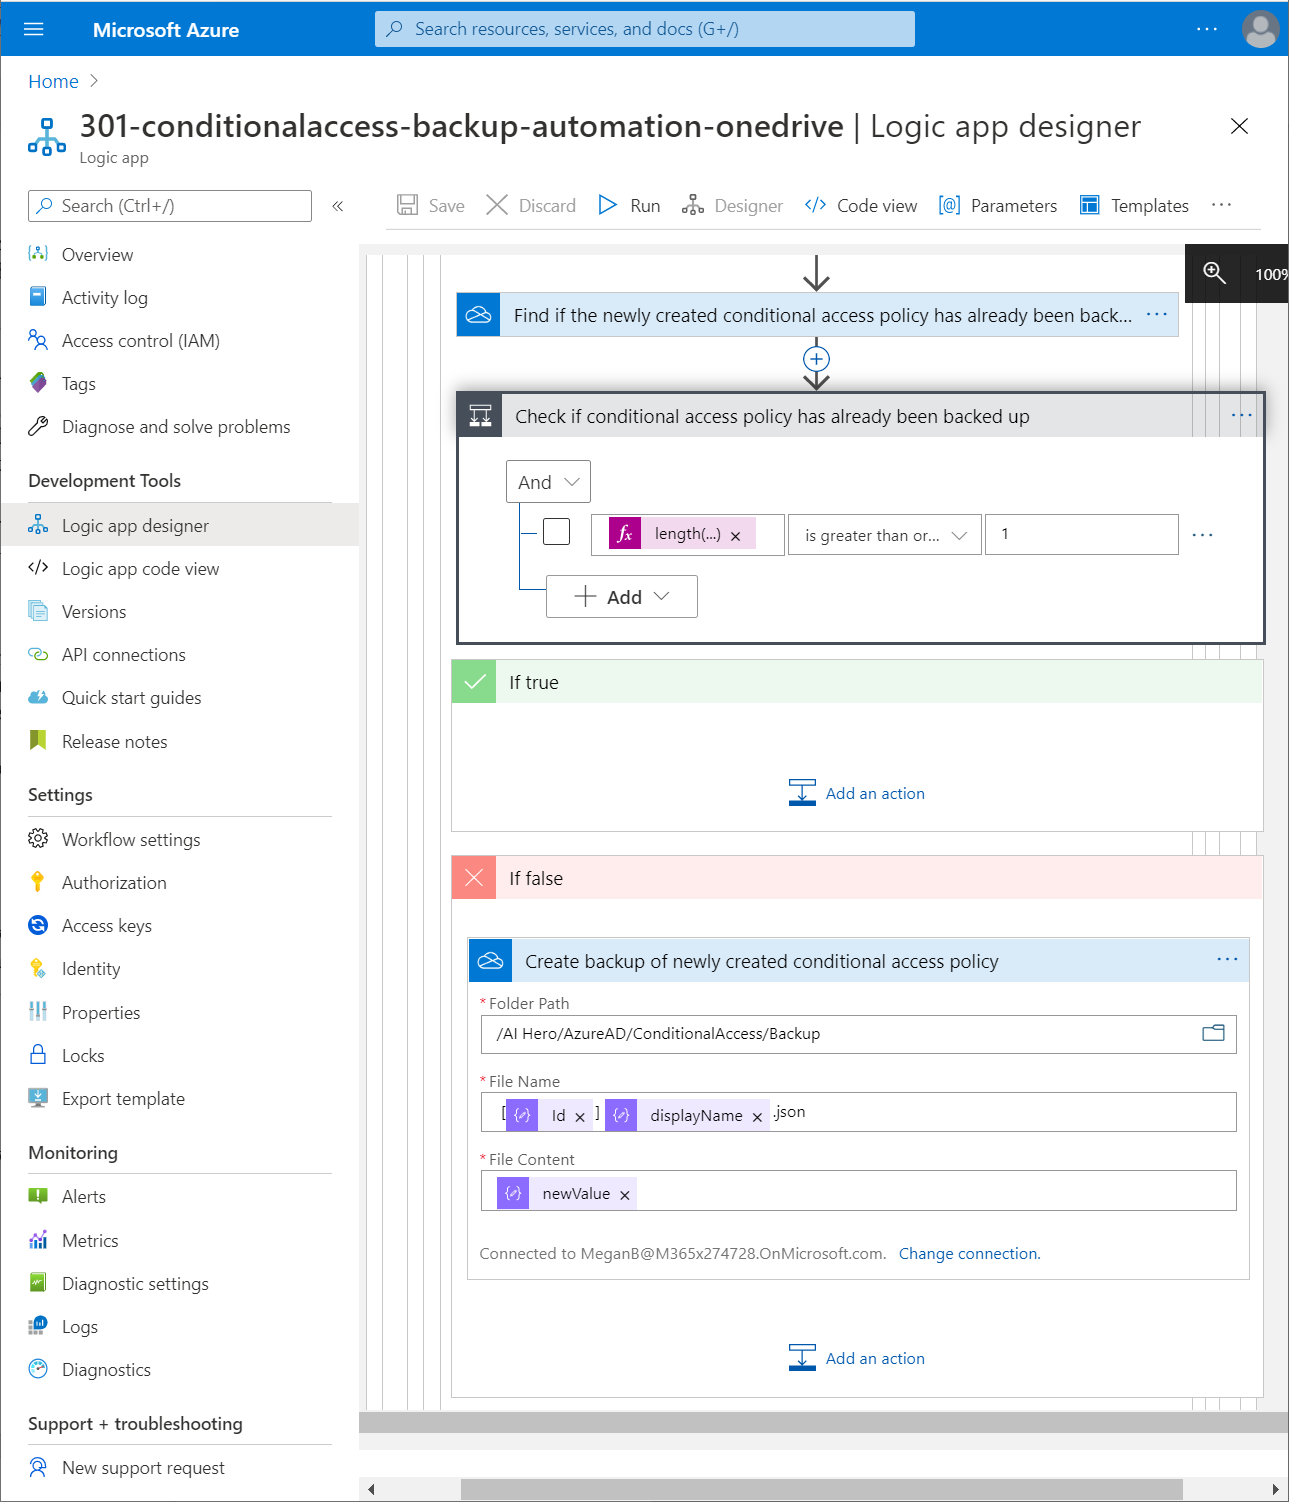 Microsoft Azure
Search resources, services, and docs (G+/)
Home
301-conditionalaccess-backup-automation-onedrive | Logic app designer
Logic app
Search (Ctrl+/)
Save Discard Run Designer Code view Parameters Templates
Overview
Activity log
Access control (IAM)
Tags
Diagnose and solve problems
Development Tools
Logic app designer
Logic app code view
Versions
API connections
Quick start guides
Release notes
Settings
Workflow settings
Authorization
Access keys
Identity
Properties
Locks
Export template
Monitoring
Alerts
Metrics
Diagnostic settings
Logs
Diagnostics
Support + troubleshooting
New support request
100%
Find if the newly created conditional access policy has already been back...
Check if conditional access policy has already been backed up
And
fx length(...) × is greater than or... 1
+ Add
If true
Add an action
If false
Create backup of newly created conditional access policy
* Folder Path
/AI Hero/AzureAD/ConditionalAccess/Backup
* File Name
[ Id × ] displayName × .json
* File Content
newValue ×
Connected to MeganB@M365x274728.OnMicrosoft.com. Change connection.
Add an action